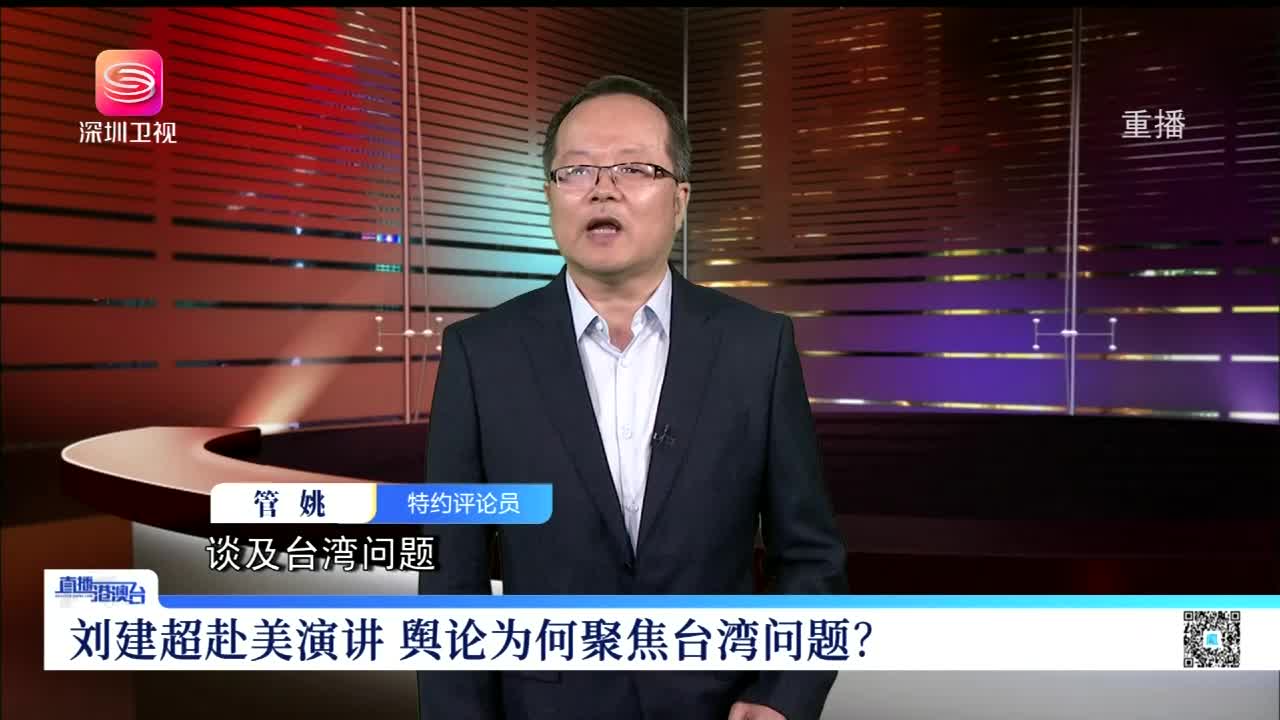 深圳卫视
重播
管姚
特约评论员
谈及台湾问题
直播港澳台
刘建超赴美演讲 舆论为何聚焦台湾问题?